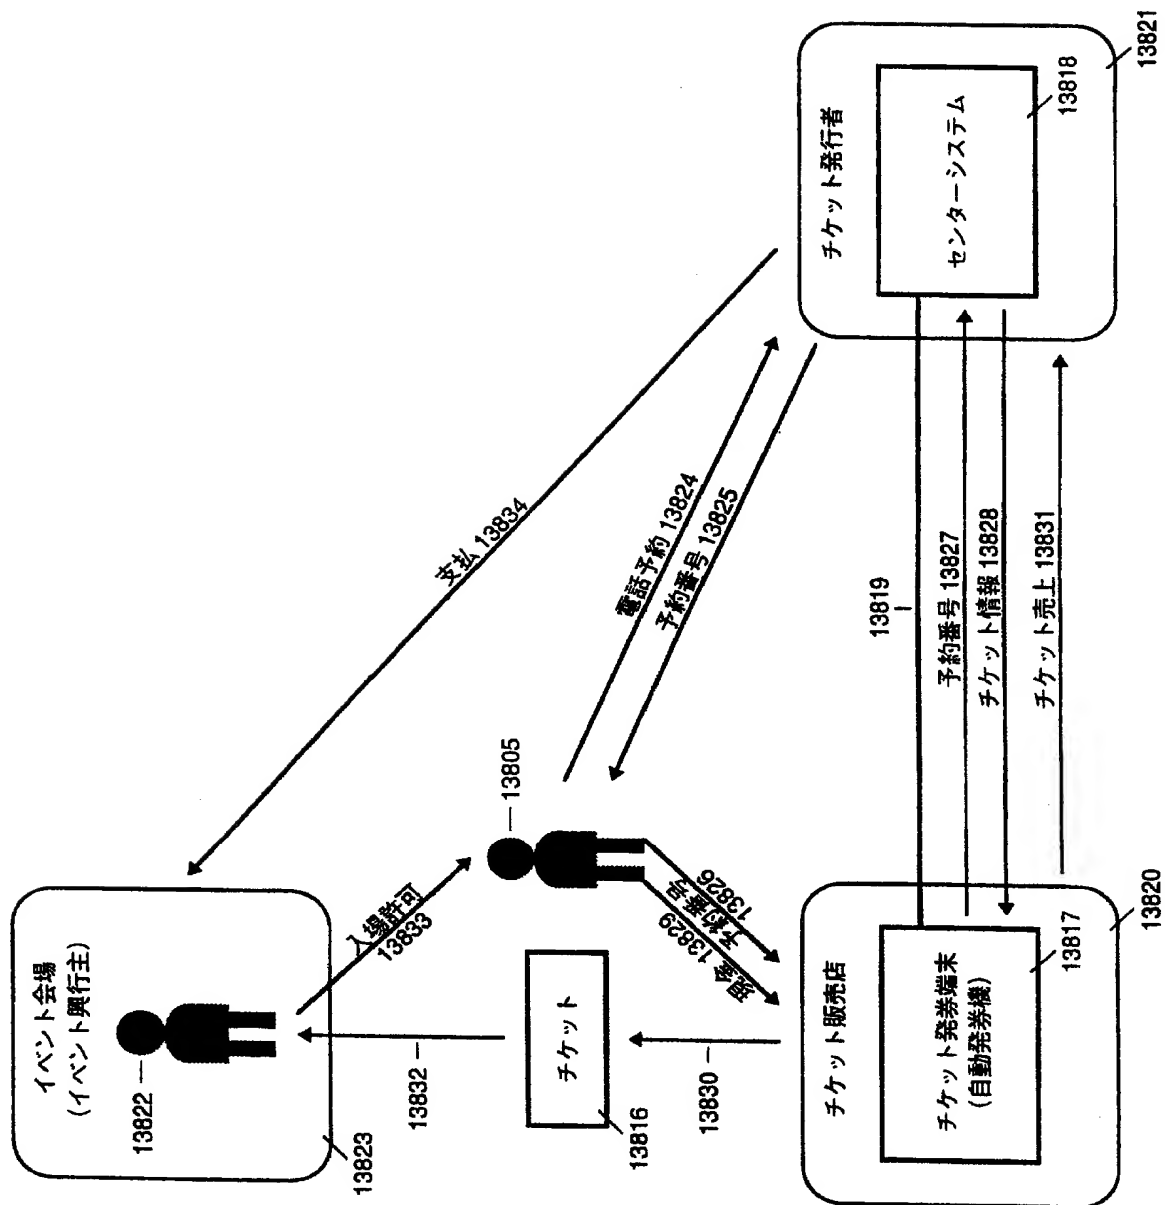 イベント会場
(イベント興行主)
13822
13823
入場許可
13833
支払 13834
13832
チケット
13816
13830
13805
電話予約 13824
予約番号 13825
現金
13829
予約番号
13826
チケット販売店
チケット発券端末
(自動発券機)
13817
13820
13819
予約番号 13827
チケット情報 13828
チケット売上 13831
チケット発行者
センターシステム
13818
13821